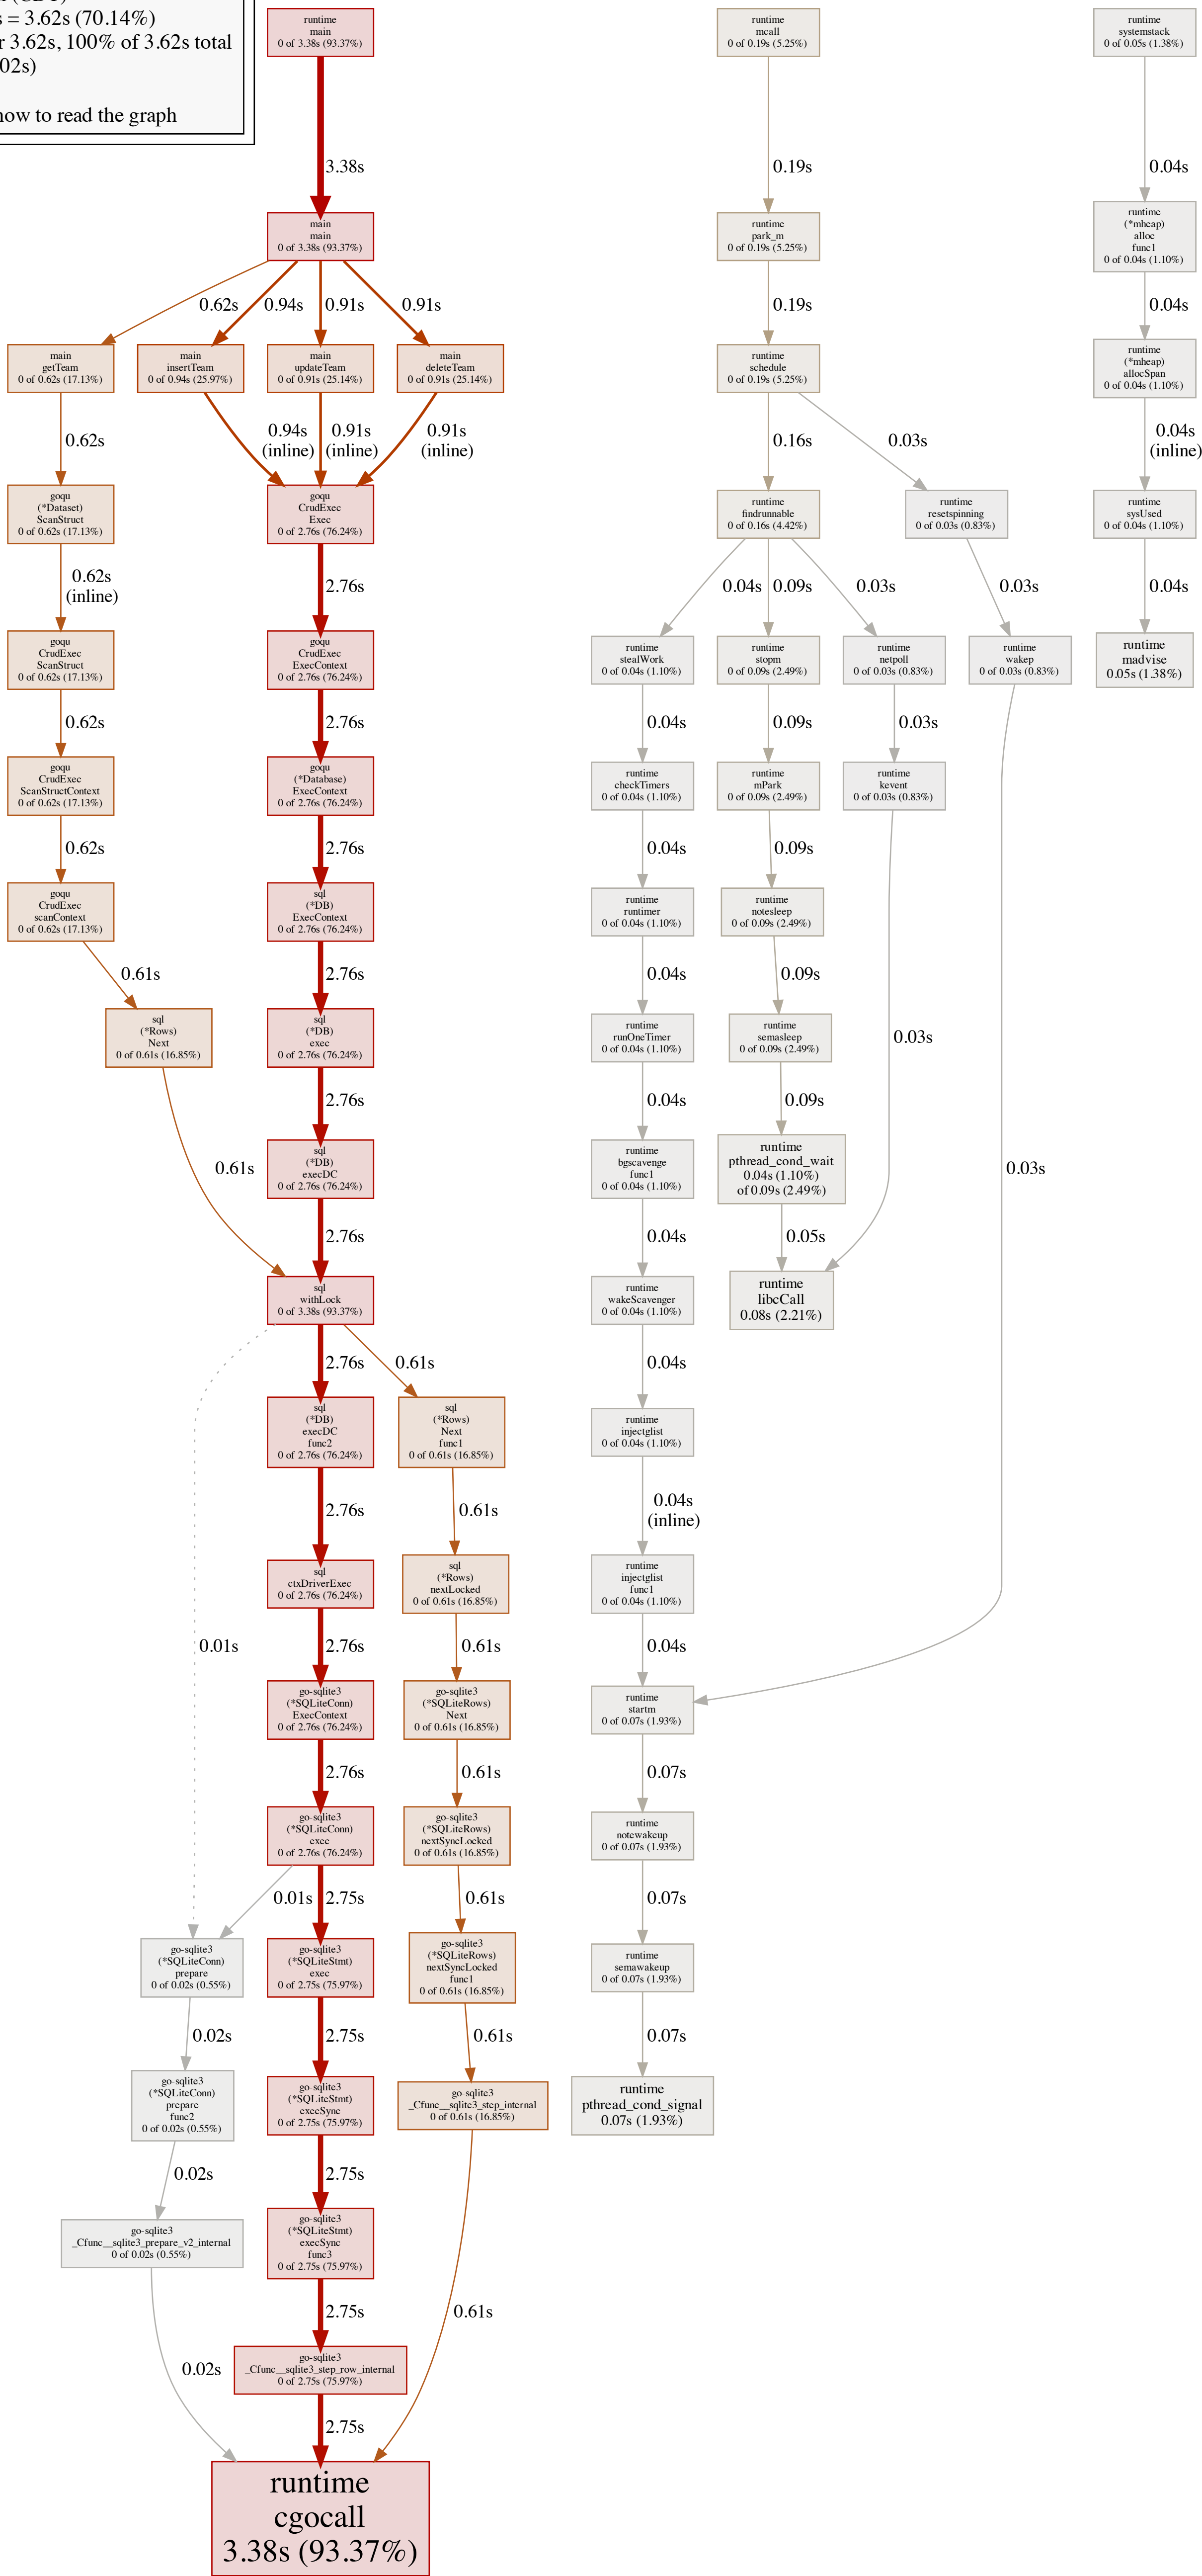 s = 3.62s (70.14%)
r 3.62s, 100% of 3.62s total
02s)
now to read the graph
runtime
main
0 of 3.38s (93.37%)
runtime
mcall
0 of 0.19s (5.25%)
runtime
systemstack
0 of 0.05s (1.38%)
3.38s
0.19s
0.04s
main
main
0 of 3.38s (93.37%)
runtime
park_m
0 of 0.19s (5.25%)
runtime
(*mheap)
alloc
func1
0 of 0.04s (1.10%)
0.62s
0.94s
0.91s
0.91s
0.19s
0.04s
main
getTeam
0 of 0.62s (17.13%)
main
insertTeam
0 of 0.94s (25.97%)
main
updateTeam
0 of 0.91s (25.14%)
main
deleteTeam
0 of 0.91s (25.14%)
runtime
schedule
0 of 0.19s (5.25%)
runtime
(*mheap)
allocSpan
0 of 0.04s (1.10%)
0.62s
0.94s
(inline)
0.91s
(inline)
0.91s
(inline)
0.16s
0.03s
0.04s
(inline)
goqu
(*Dataset)
ScanStruct
0 of 0.62s (17.13%)
goqu
CrudExec
Exec
0 of 2.76s (76.24%)
runtime
findrunnable
0 of 0.16s (4.42%)
runtime
resetspinning
0 of 0.03s (0.83%)
runtime
sysUsed
0 of 0.04s (1.10%)
0.62s
(inline)
2.76s
0.04s
0.09s
0.03s
0.03s
0.04s
goqu
CrudExec
ScanStruct
0 of 0.62s (17.13%)
goqu
CrudExec
ExecContext
0 of 2.76s (76.24%)
runtime
stealWork
0 of 0.04s (1.10%)
runtime
stopm
0 of 0.09s (2.49%)
runtime
netpoll
0 of 0.03s (0.83%)
runtime
wakep
0 of 0.03s (0.83%)
runtime
madvise
0.05s (1.38%)
0.62s
2.76s
0.04s
0.09s
0.03s
goqu
CrudExec
ScanStructContext
0 of 0.62s (17.13%)
goqu
(*Database)
ExecContext
0 of 2.76s (76.24%)
runtime
checkTimers
0 of 0.04s (1.10%)
runtime
mPark
0 of 0.09s (2.49%)
runtime
kevent
0 of 0.03s (0.83%)
0.62s
2.76s
0.04s
0.09s
goqu
CrudExec
scanContext
0 of 0.62s (17.13%)
sql
(*DB)
ExecContext
0 of 2.76s (76.24%)
runtime
runtimer
0 of 0.04s (1.10%)
runtime
notesleep
0 of 0.09s (2.49%)
0.61s
2.76s
0.04s
0.09s
sql
(*Rows)
Next
0 of 0.61s (16.85%)
sql
(*DB)
exec
0 of 2.76s (76.24%)
runtime
runOneTimer
0 of 0.04s (1.10%)
runtime
semasleep
0 of 0.09s (2.49%)
0.03s
2.76s
0.04s
0.09s
0.61s
sql
(*DB)
execDC
0 of 2.76s (76.24%)
runtime
bgscavenge
func1
0 of 0.04s (1.10%)
runtime
pthread_cond_wait
0.04s (1.10%)
of 0.09s (2.49%)
0.03s
2.76s
0.04s
0.05s
sql
withLock
0 of 3.38s (93.37%)
runtime
wakeScavenger
0 of 0.04s (1.10%)
runtime
libcCall
0.08s (2.21%)
2.76s
0.61s
0.04s
sql
(*DB)
execDC
func2
0 of 2.76s (76.24%)
sql
(*Rows)
Next
func1
0 of 0.61s (16.85%)
runtime
injectglist
0 of 0.04s (1.10%)
2.76s
0.61s
0.04s
(inline)
sql
ctxDriverExec
0 of 2.76s (76.24%)
sql
(*Rows)
nextLocked
0 of 0.61s (16.85%)
runtime
injectglist
func1
0 of 0.04s (1.10%)
0.01s
2.76s
0.61s
0.04s
go-sqlite3
(*SQLiteConn)
ExecContext
0 of 2.76s (76.24%)
go-sqlite3
(*SQLiteRows)
Next
0 of 0.61s (16.85%)
runtime
startm
0 of 0.07s (1.93%)
2.76s
0.61s
0.07s
go-sqlite3
(*SQLiteConn)
exec
0 of 2.76s (76.24%)
go-sqlite3
(*SQLiteRows)
nextSyncLocked
0 of 0.61s (16.85%)
runtime
notewakeup
0 of 0.07s (1.93%)
0.01s
2.75s
0.61s
0.07s
go-sqlite3
(*SQLiteConn)
prepare
0 of 0.02s (0.55%)
go-sqlite3
(*SQLiteStmt)
exec
0 of 2.75s (75.97%)
go-sqlite3
(*SQLiteRows)
nextSyncLocked
func1
0 of 0.61s (16.85%)
runtime
semawakeup
0 of 0.07s (1.93%)
0.02s
2.75s
0.61s
0.07s
go-sqlite3
(*SQLiteConn)
prepare
func2
0 of 0.02s (0.55%)
go-sqlite3
(*SQLiteStmt)
execSync
0 of 2.75s (75.97%)
go-sqlite3
_Cfunc__sqlite3_step_internal
0 of 0.61s (16.85%)
runtime
pthread_cond_signal
0.07s (1.93%)
0.02s
2.75s
go-sqlite3
_Cfunc__sqlite3_prepare_v2_internal
0 of 0.02s (0.55%)
go-sqlite3
(*SQLiteStmt)
execSync
func3
0 of 2.75s (75.97%)
2.75s
0.61s
0.02s
go-sqlite3
_Cfunc__sqlite3_step_row_internal
0 of 2.75s (75.97%)
2.75s
runtime
cgocall
3.38s (93.37%)